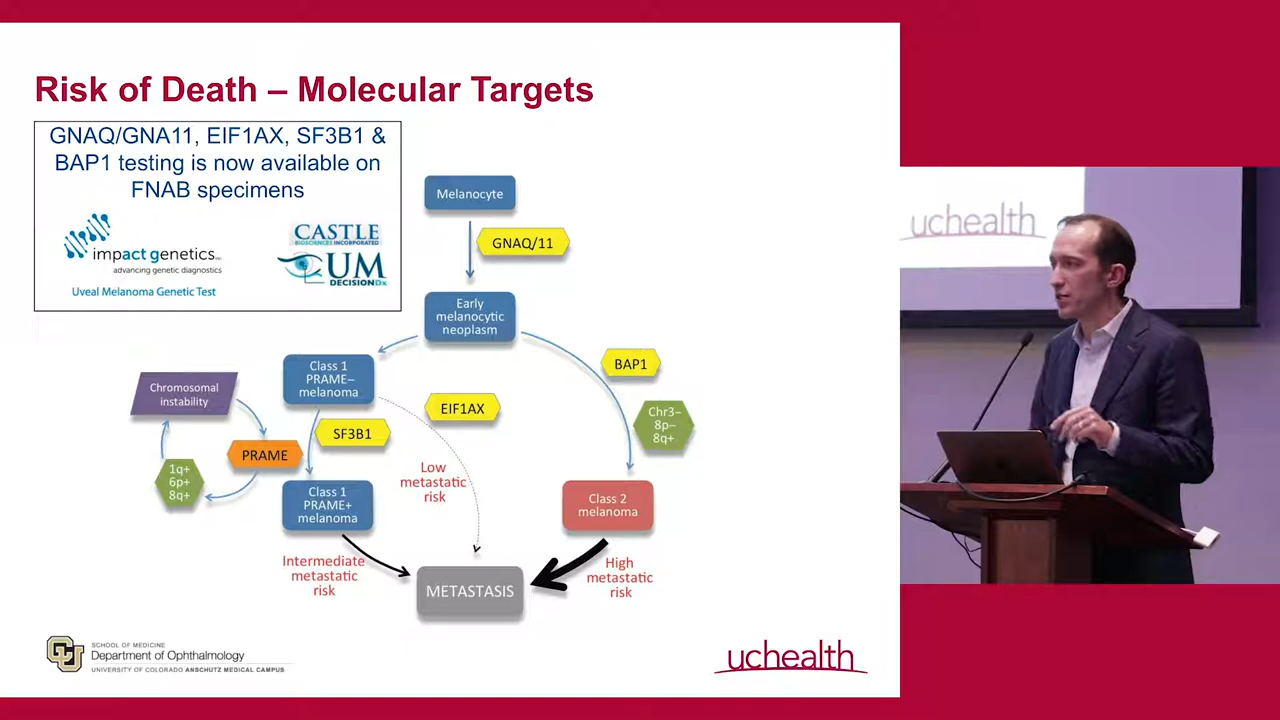 Risk of Death – Molecular Targets
GNAQ/GNA11, EIF1AX, SF3B1 &
BAP1 testing is now available on
FNAB specimens
impact genetics
advancing genetic diagnostics
Uveal Melanoma Genetic Test
CASTLE
BIOSCIENCES INCORPORATED
UM
DECISIONDx
Melanocyte
GNAQ/11
Early
melanocytic
neoplasm
Class 1
PRAME–
melanoma
BAP1
Chromosomal
instability
EIF1AX
Chr3–
8p–
8q+
SF3B1
PRAME
1q+
6p+
8q+
Low
metastatic
risk
Class 1
PRAME+
melanoma
Class 2
melanoma
Intermediate
metastatic
risk
METASTASIS
High
metastatic
risk
SCHOOL OF MEDICINE
Department of Ophthalmology
UNIVERSITY OF COLORADO ANSCHUTZ MEDICAL CAMPUS
uchealth
uchealth